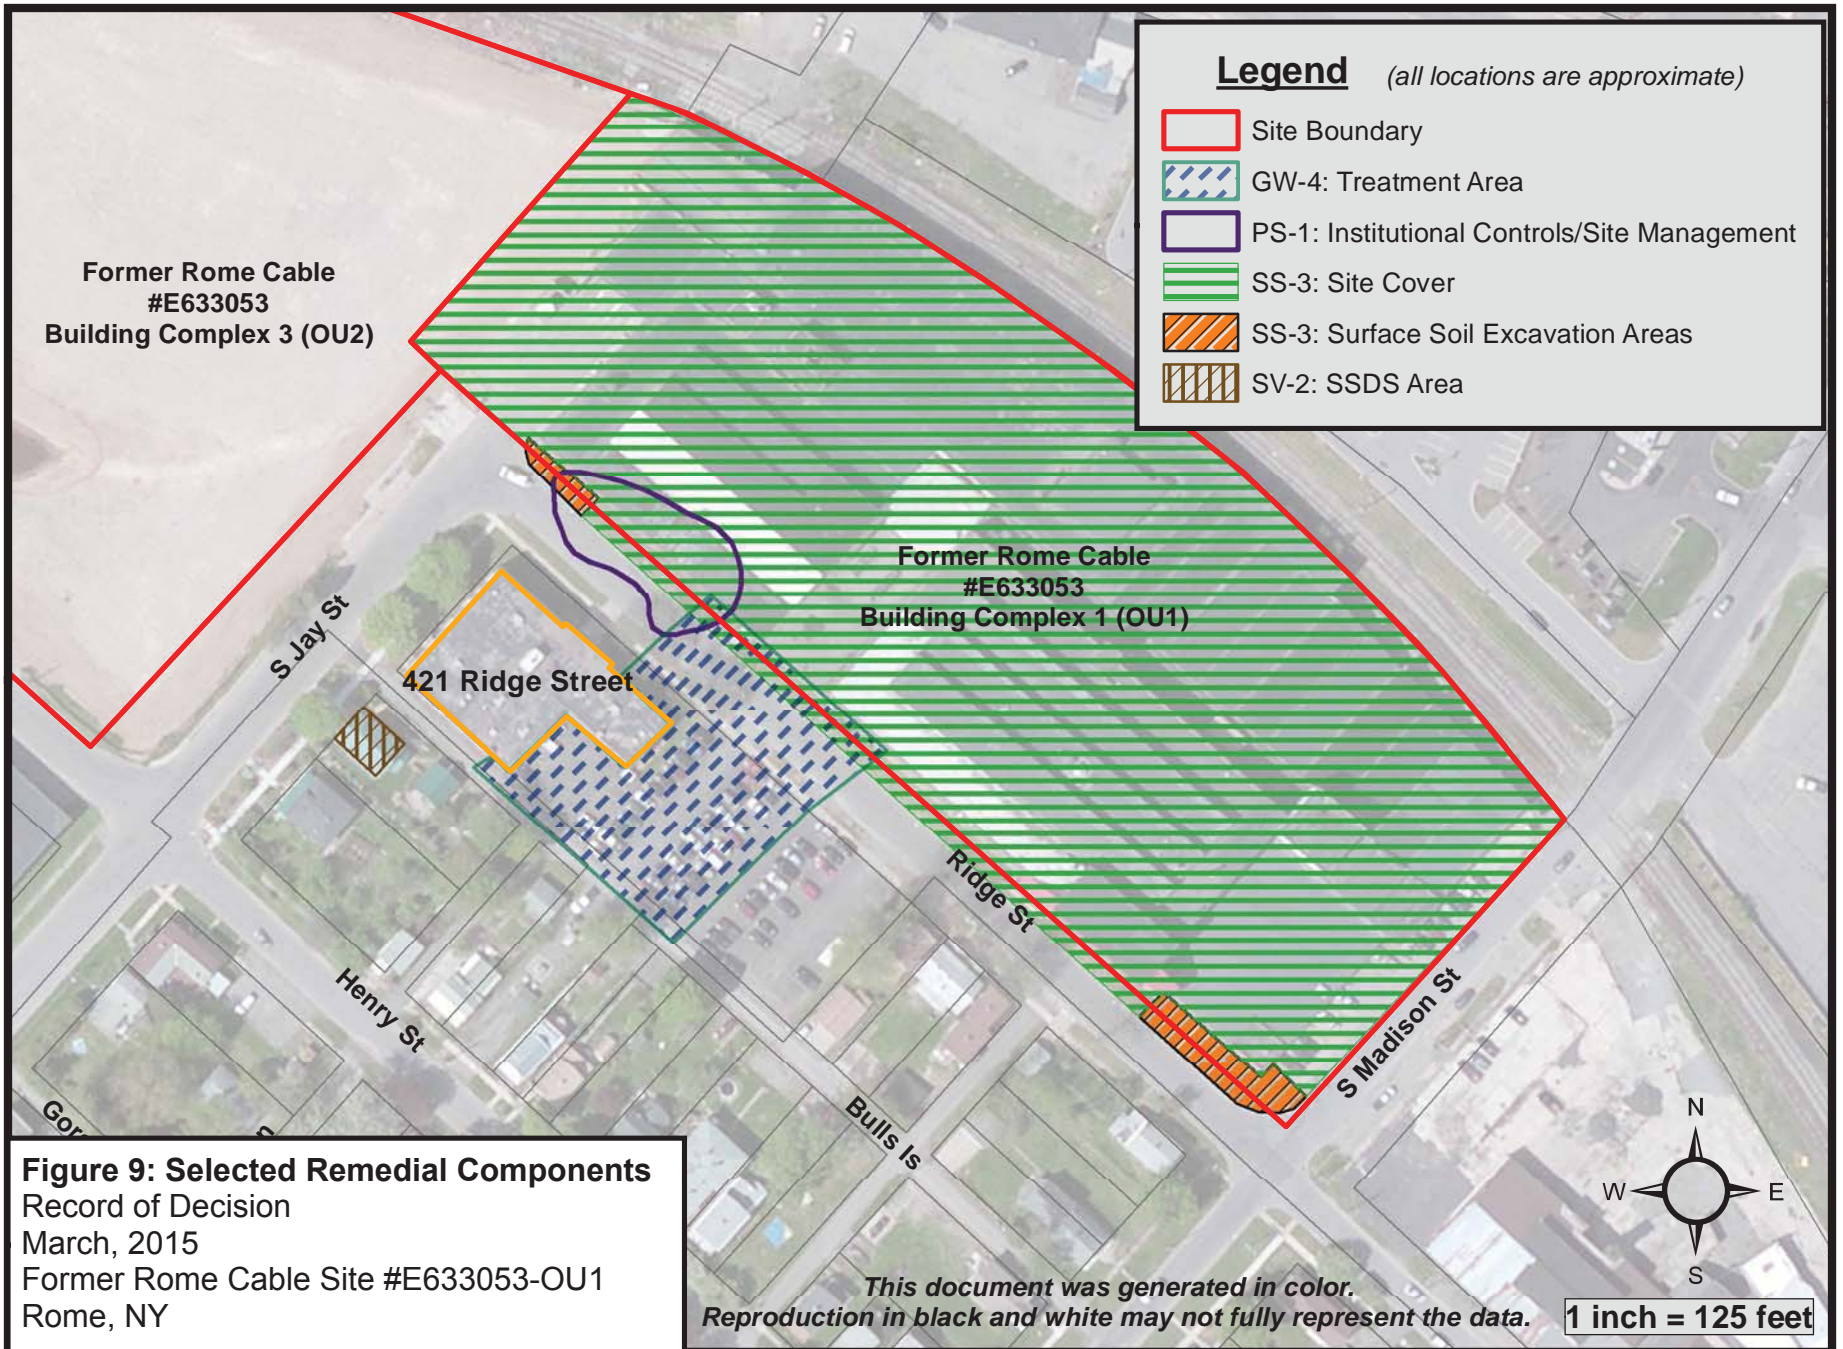 Legend (all locations are approximate)
Site Boundary
GW-4: Treatment Area
PS-1: Institutional Controls/Site Management
SS-3: Site Cover
SS-3: Surface Soil Excavation Areas
SV-2: SSDS Area
Former Rome Cable
#E633053
Building Complex 3 (OU2)
Former Rome Cable
#E633053
Building Complex 1 (OU1)
S Jay St
421 Ridge Street
Ridge St
Henry St
S Madison St
Bulls Is
Figure 9: Selected Remedial Components
Record of Decision
March, 2015
Former Rome Cable Site #E633053-OU1
Rome, NY
N
W
E
S
This document was generated in color.
Reproduction in black and white may not fully represent the data.
1 inch = 125 feet